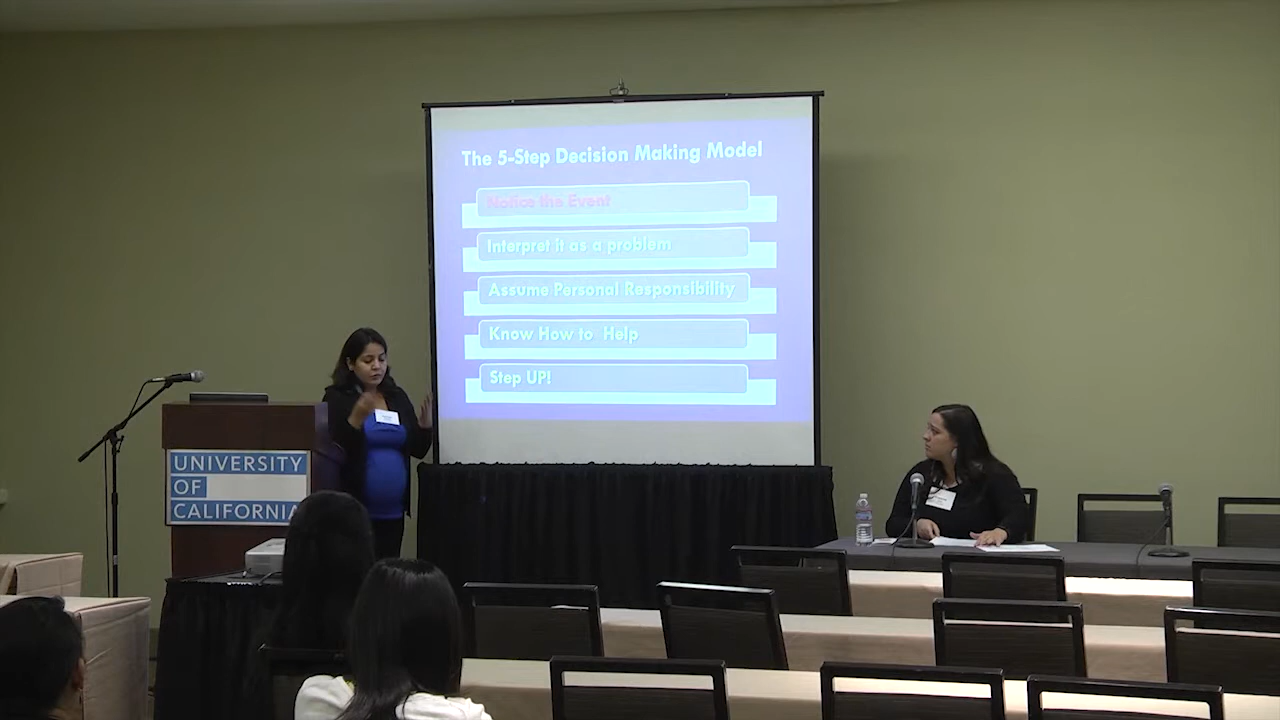 The 5-Step Decision Making Model
Notice the Event
Interpret it as a problem
Assume Personal Responsibility
Know How to Help
Step UP!
UNIVERSITY
OF
CALIFORNIA